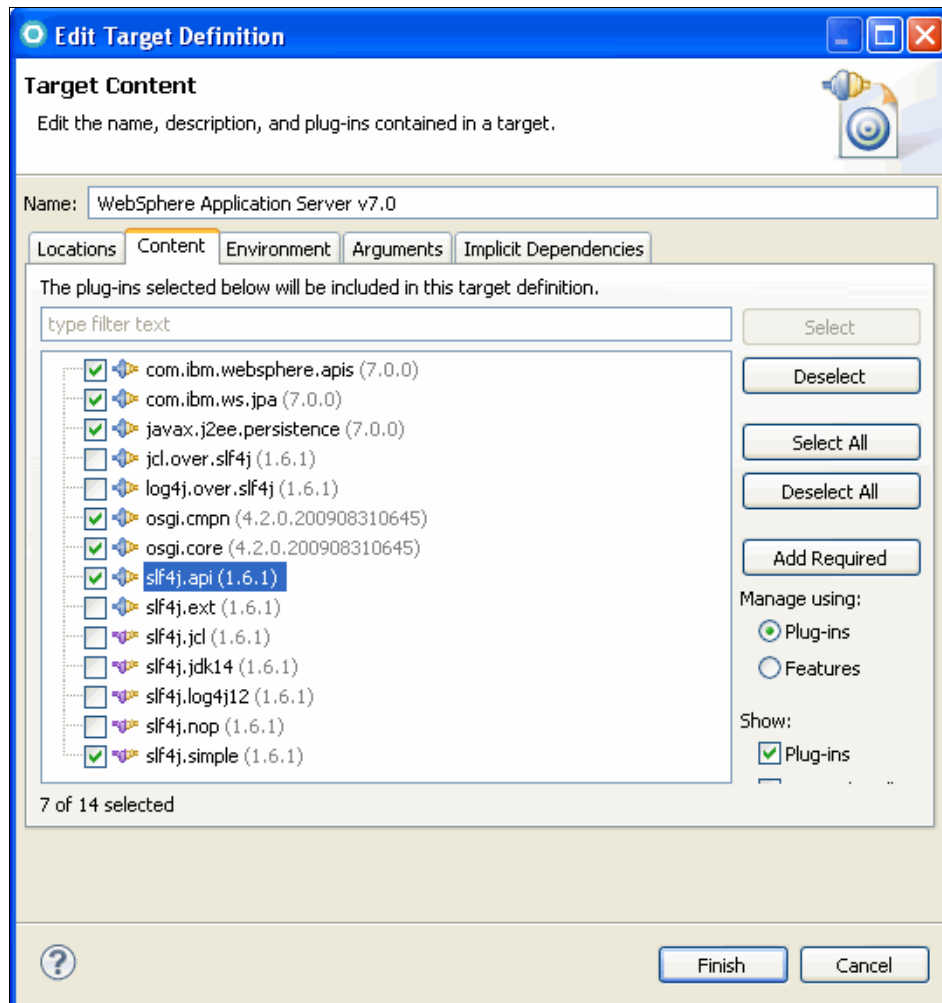 Edit Target Definition
Target Content
Edit the name, description, and plug-ins contained in a target.
Name: WebSphere Application Server v7.0
Locations Content Environment Arguments Implicit Dependencies
The plug-ins selected below will be included in this target definition.
type filter text
Select
com.ibm.websphere.apis (7.0.0)
Deselect
com.ibm.ws.jpa (7.0.0)
javax.j2ee.persistence (7.0.0)
Select All
jcl.over.slf4j (1.6.1)
log4j.over.slf4j (1.6.1)
Deselect All
osgi.cmpn (4.2.0.200908310645)
osgi.core (4.2.0.200908310645)
Add Required
slf4j.api (1.6.1)
slf4j.ext (1.6.1)
Manage using:
slf4j.jcl (1.6.1)
Plug-ins
slf4j.jdk14 (1.6.1)
Features
slf4j.log4j12 (1.6.1)
slf4j.nop (1.6.1)
Show:
slf4j.simple (1.6.1)
Plug-ins
7 of 14 selected
?
Finish
Cancel